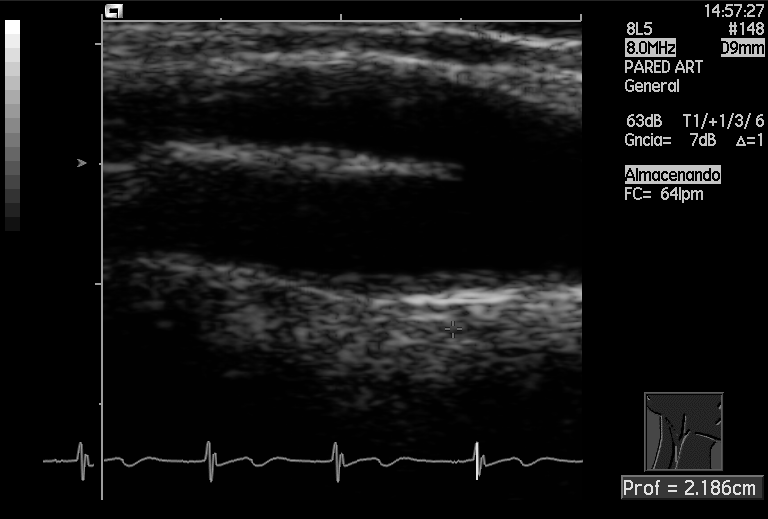 14:57:27
8L5 #148
8.0MHz 09mm
PARED ART
General
63dB T1/+1/3/ 6
Gncia= 7dB Δ=1
Almacenando
FC= 64lpm
Prof = 2.186cm